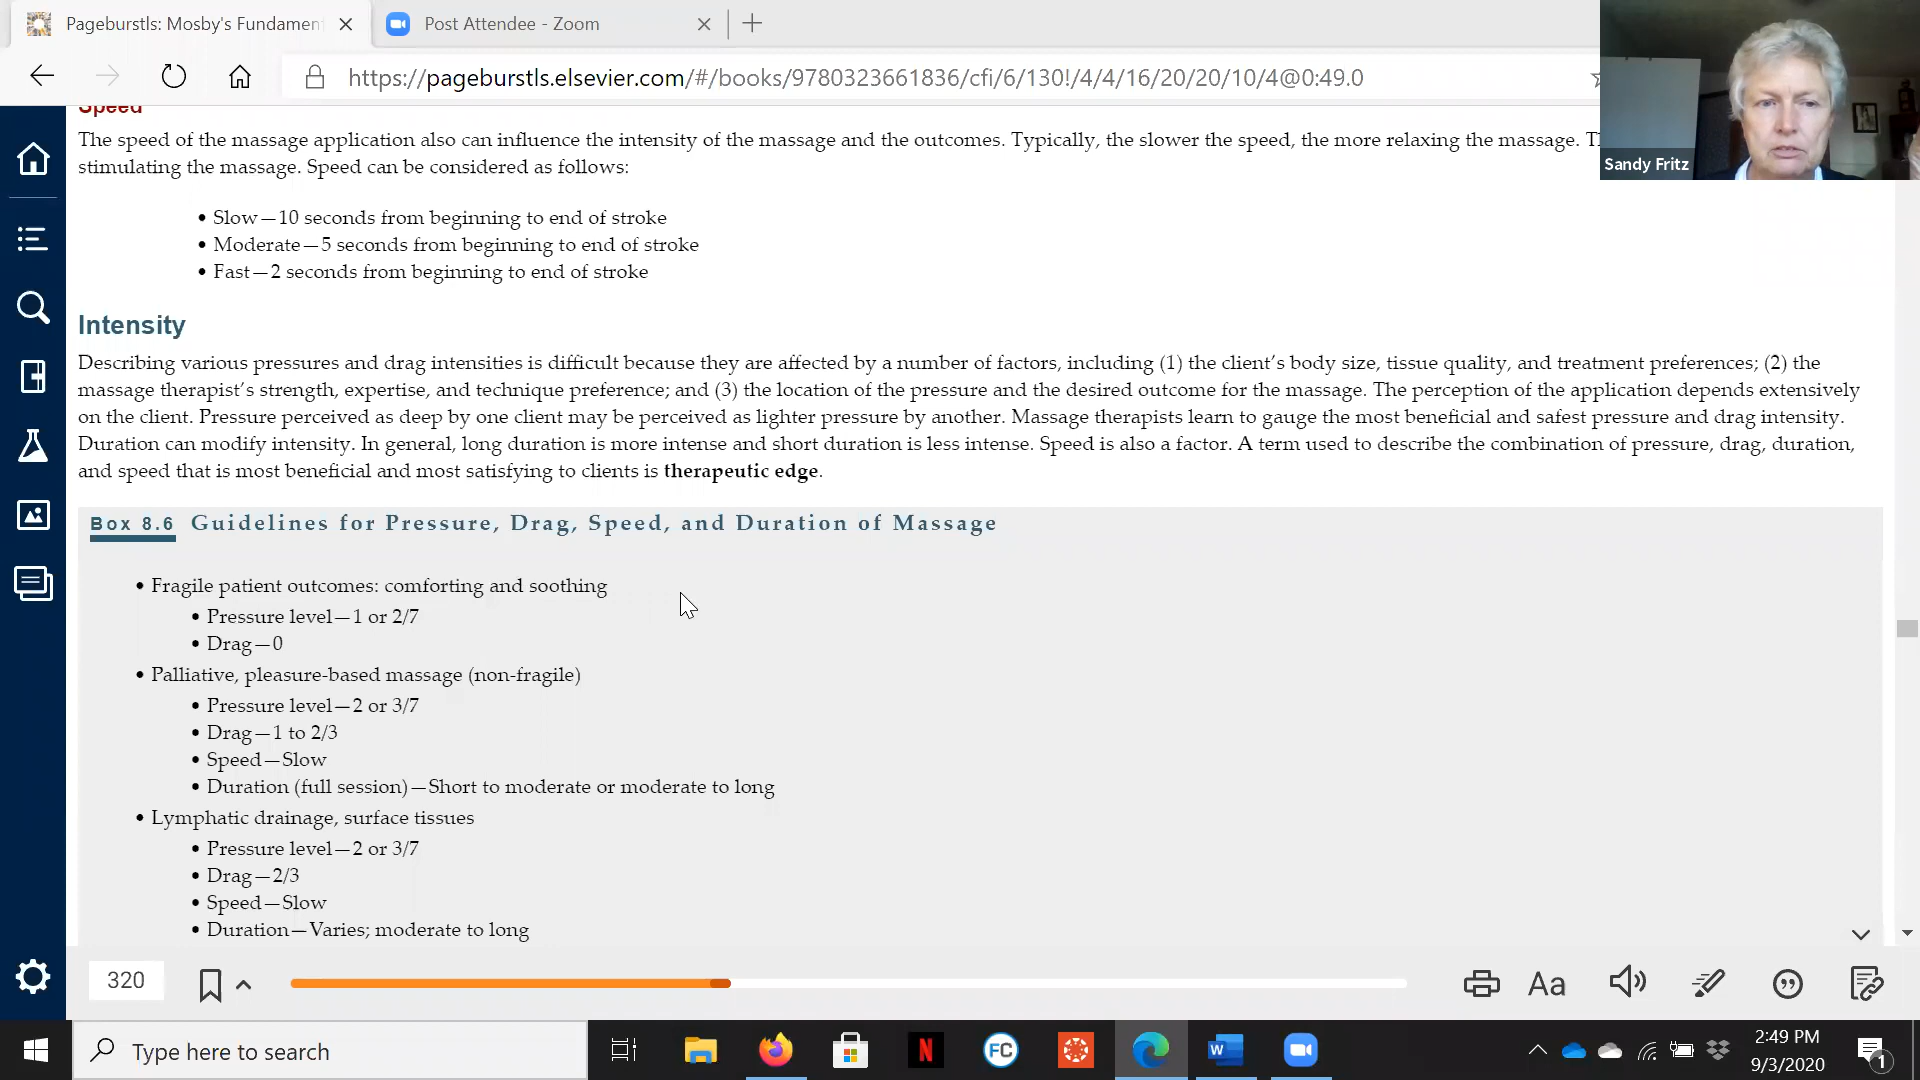 Pageburstls: Mosby's Fundamen
Post Attendee - Zoom
https://pageburstls.elsevier.com/#/books/9780323661836/cfi/6/130!/4/4/16/20/20/10/4@0:49.0
Sandy Fritz
Speed
The speed of the massage application also can influence the intensity of the massage and the outcomes. Typically, the slower the speed, the more relaxing the massage. T
stimulating the massage. Speed can be considered as follows:
• Slow—10 seconds from beginning to end of stroke
• Moderate—5 seconds from beginning to end of stroke
• Fast—2 seconds from beginning to end of stroke
Intensity
Describing various pressures and drag intensities is difficult because they are affected by a number of factors, including (1) the client's body size, tissue quality, and treatment preferences; (2) the
massage therapist's strength, expertise, and technique preference; and (3) the location of the pressure and the desired outcome for the massage. The perception of the application depends extensively
on the client. Pressure perceived as deep by one client may be perceived as lighter pressure by another. Massage therapists learn to gauge the most beneficial and safest pressure and drag intensity.
Duration can modify intensity. In general, long duration is more intense and short duration is less intense. Speed is also a factor. A term used to describe the combination of pressure, drag, duration,
and speed that is most beneficial and most satisfying to clients is therapeutic edge.
Box 8.6 Guidelines for Pressure, Drag, Speed, and Duration of Massage
• Fragile patient outcomes: comforting and soothing
• Pressure level—1 or 2/7
• Drag—0
• Palliative, pleasure-based massage (non-fragile)
• Pressure level—2 or 3/7
• Drag—1 to 2/3
• Speed—Slow
• Duration (full session)—Short to moderate or moderate to long
• Lymphatic drainage, surface tissues
• Pressure level—2 or 3/7
• Drag—2/3
• Speed—Slow
• Duration—Varies; moderate to long
320
Aa
Type here to search
N
FC
W
2:49 PM
9/3/2020
1